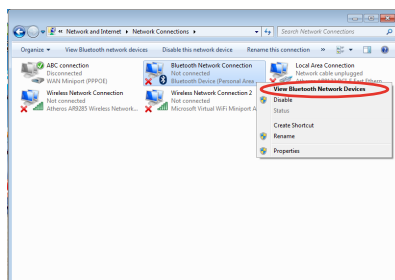 Network and Internet ▸ Network Connections ▸
Search Network Connections
Organize ▾ View Bluetooth network devices Disable this network device Rename this connection »
ABC connection
Disconnected
WAN Miniport (PPPOE)
Bluetooth Network Connection
Not connected
Bluetooth Device (Personal Area
Local Area Connection
Network cable unplugged
Wireless Network Connection
Not connected
Atheros AR9285 Wireless Network...
Wireless Network Connection 2
Not connected
Microsoft Virtual WiFi Miniport A
View Bluetooth Network Devices
Disable
Status
Create Shortcut
Rename
Properties